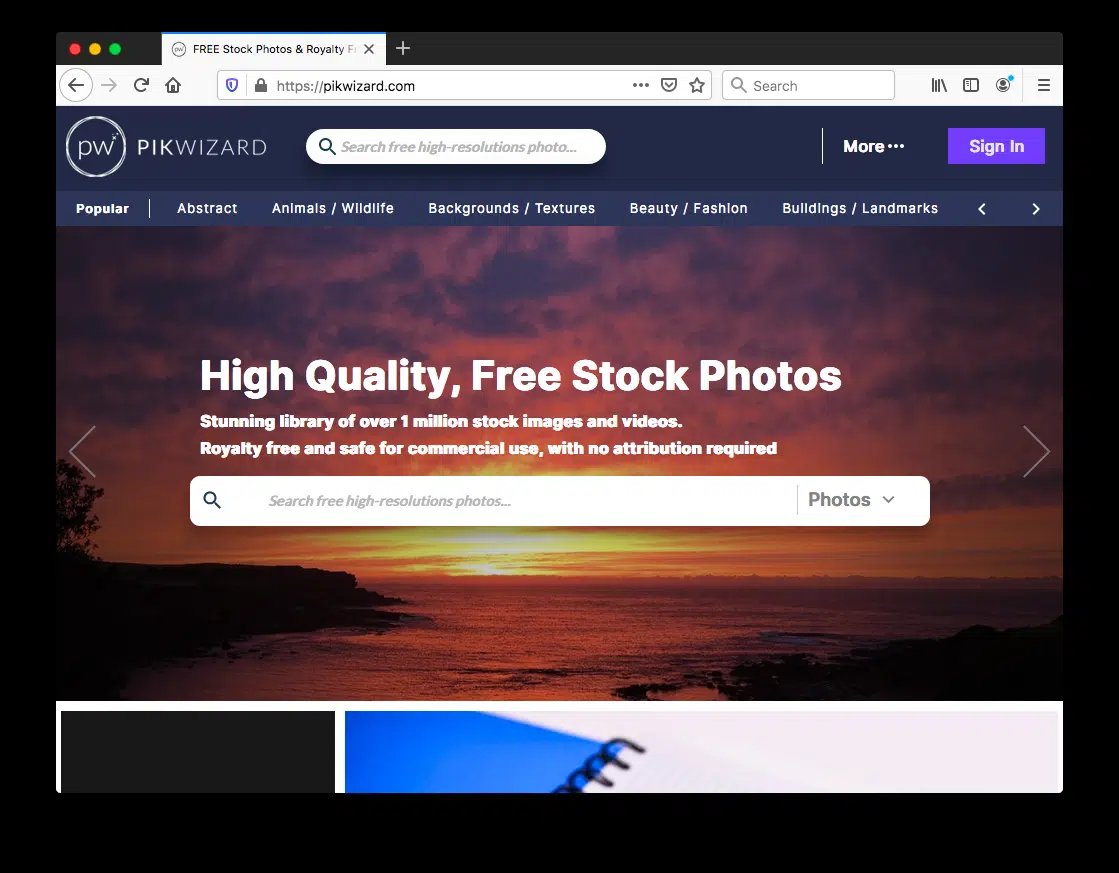 FREE Stock Photos & Royalty Fr
https://pikwizard.com
Search
pw PIKWIZARD
Search free high-resolutions photo...
More
Sign In
Popular
Abstract
Animals / Wildlife
Backgrounds / Textures
Beauty / Fashion
Buildings / Landmarks
High Quality, Free Stock Photos
Stunning library of over 1 million stock images and videos.
Royalty free and safe for commercial use, with no attribution required
Search free high-resolutions photos...
Photos